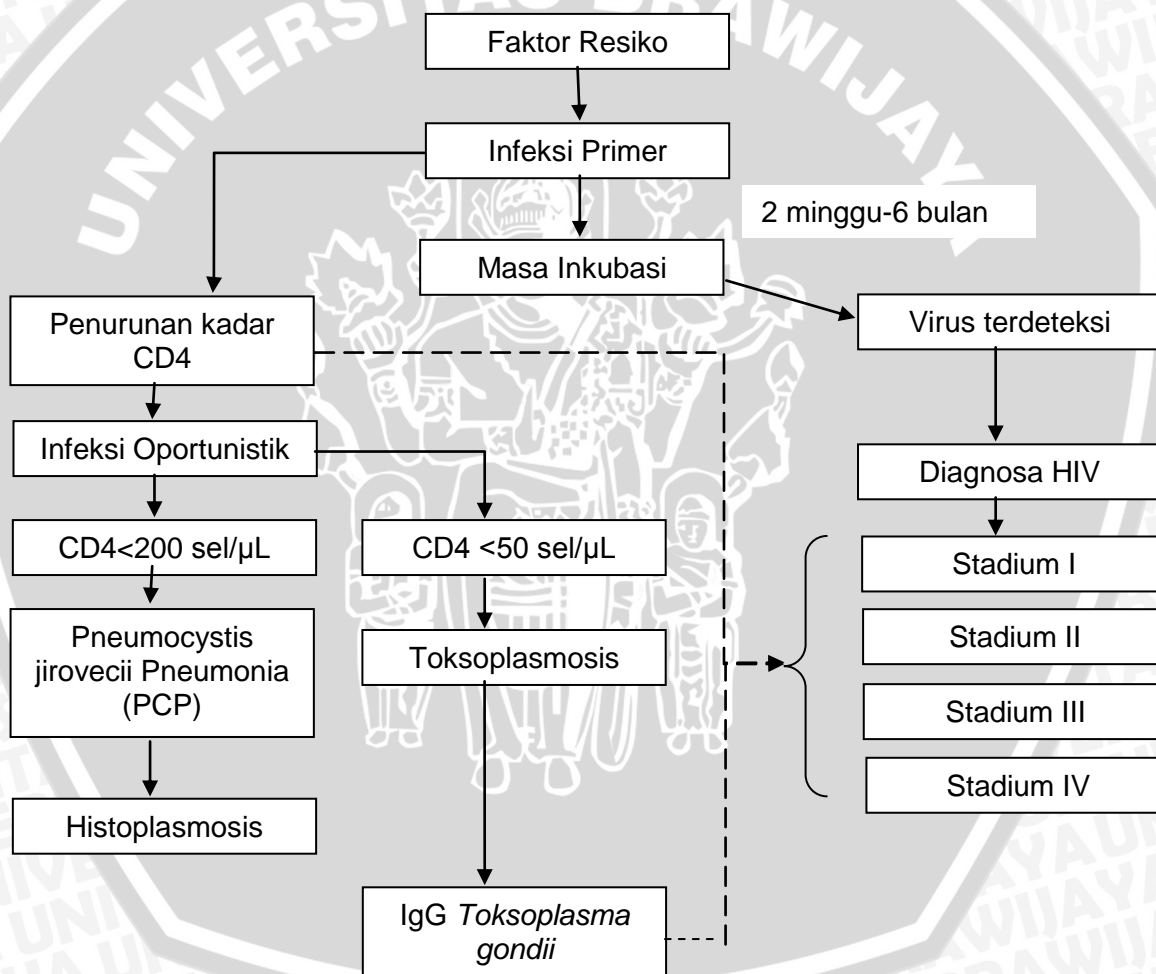 UNIVERSITAS BRAWIJAYA
Faktor Resiko
Infeksi Primer
2 minggu-6 bulan
Masa Inkubasi
Penurunan kadar
CD4
Virus terdeteksi
Infeksi Oportunistik
Diagnosa HIV
CD4<200 sel/µL
CD4 <50 sel/µL
Stadium I
Pneumocystis
jirovecii Pneumonia
(PCP)
Toksoplasmosis
Stadium II
Stadium III
Stadium IV
Histoplasmosis
IgG Toksoplasma
gondii